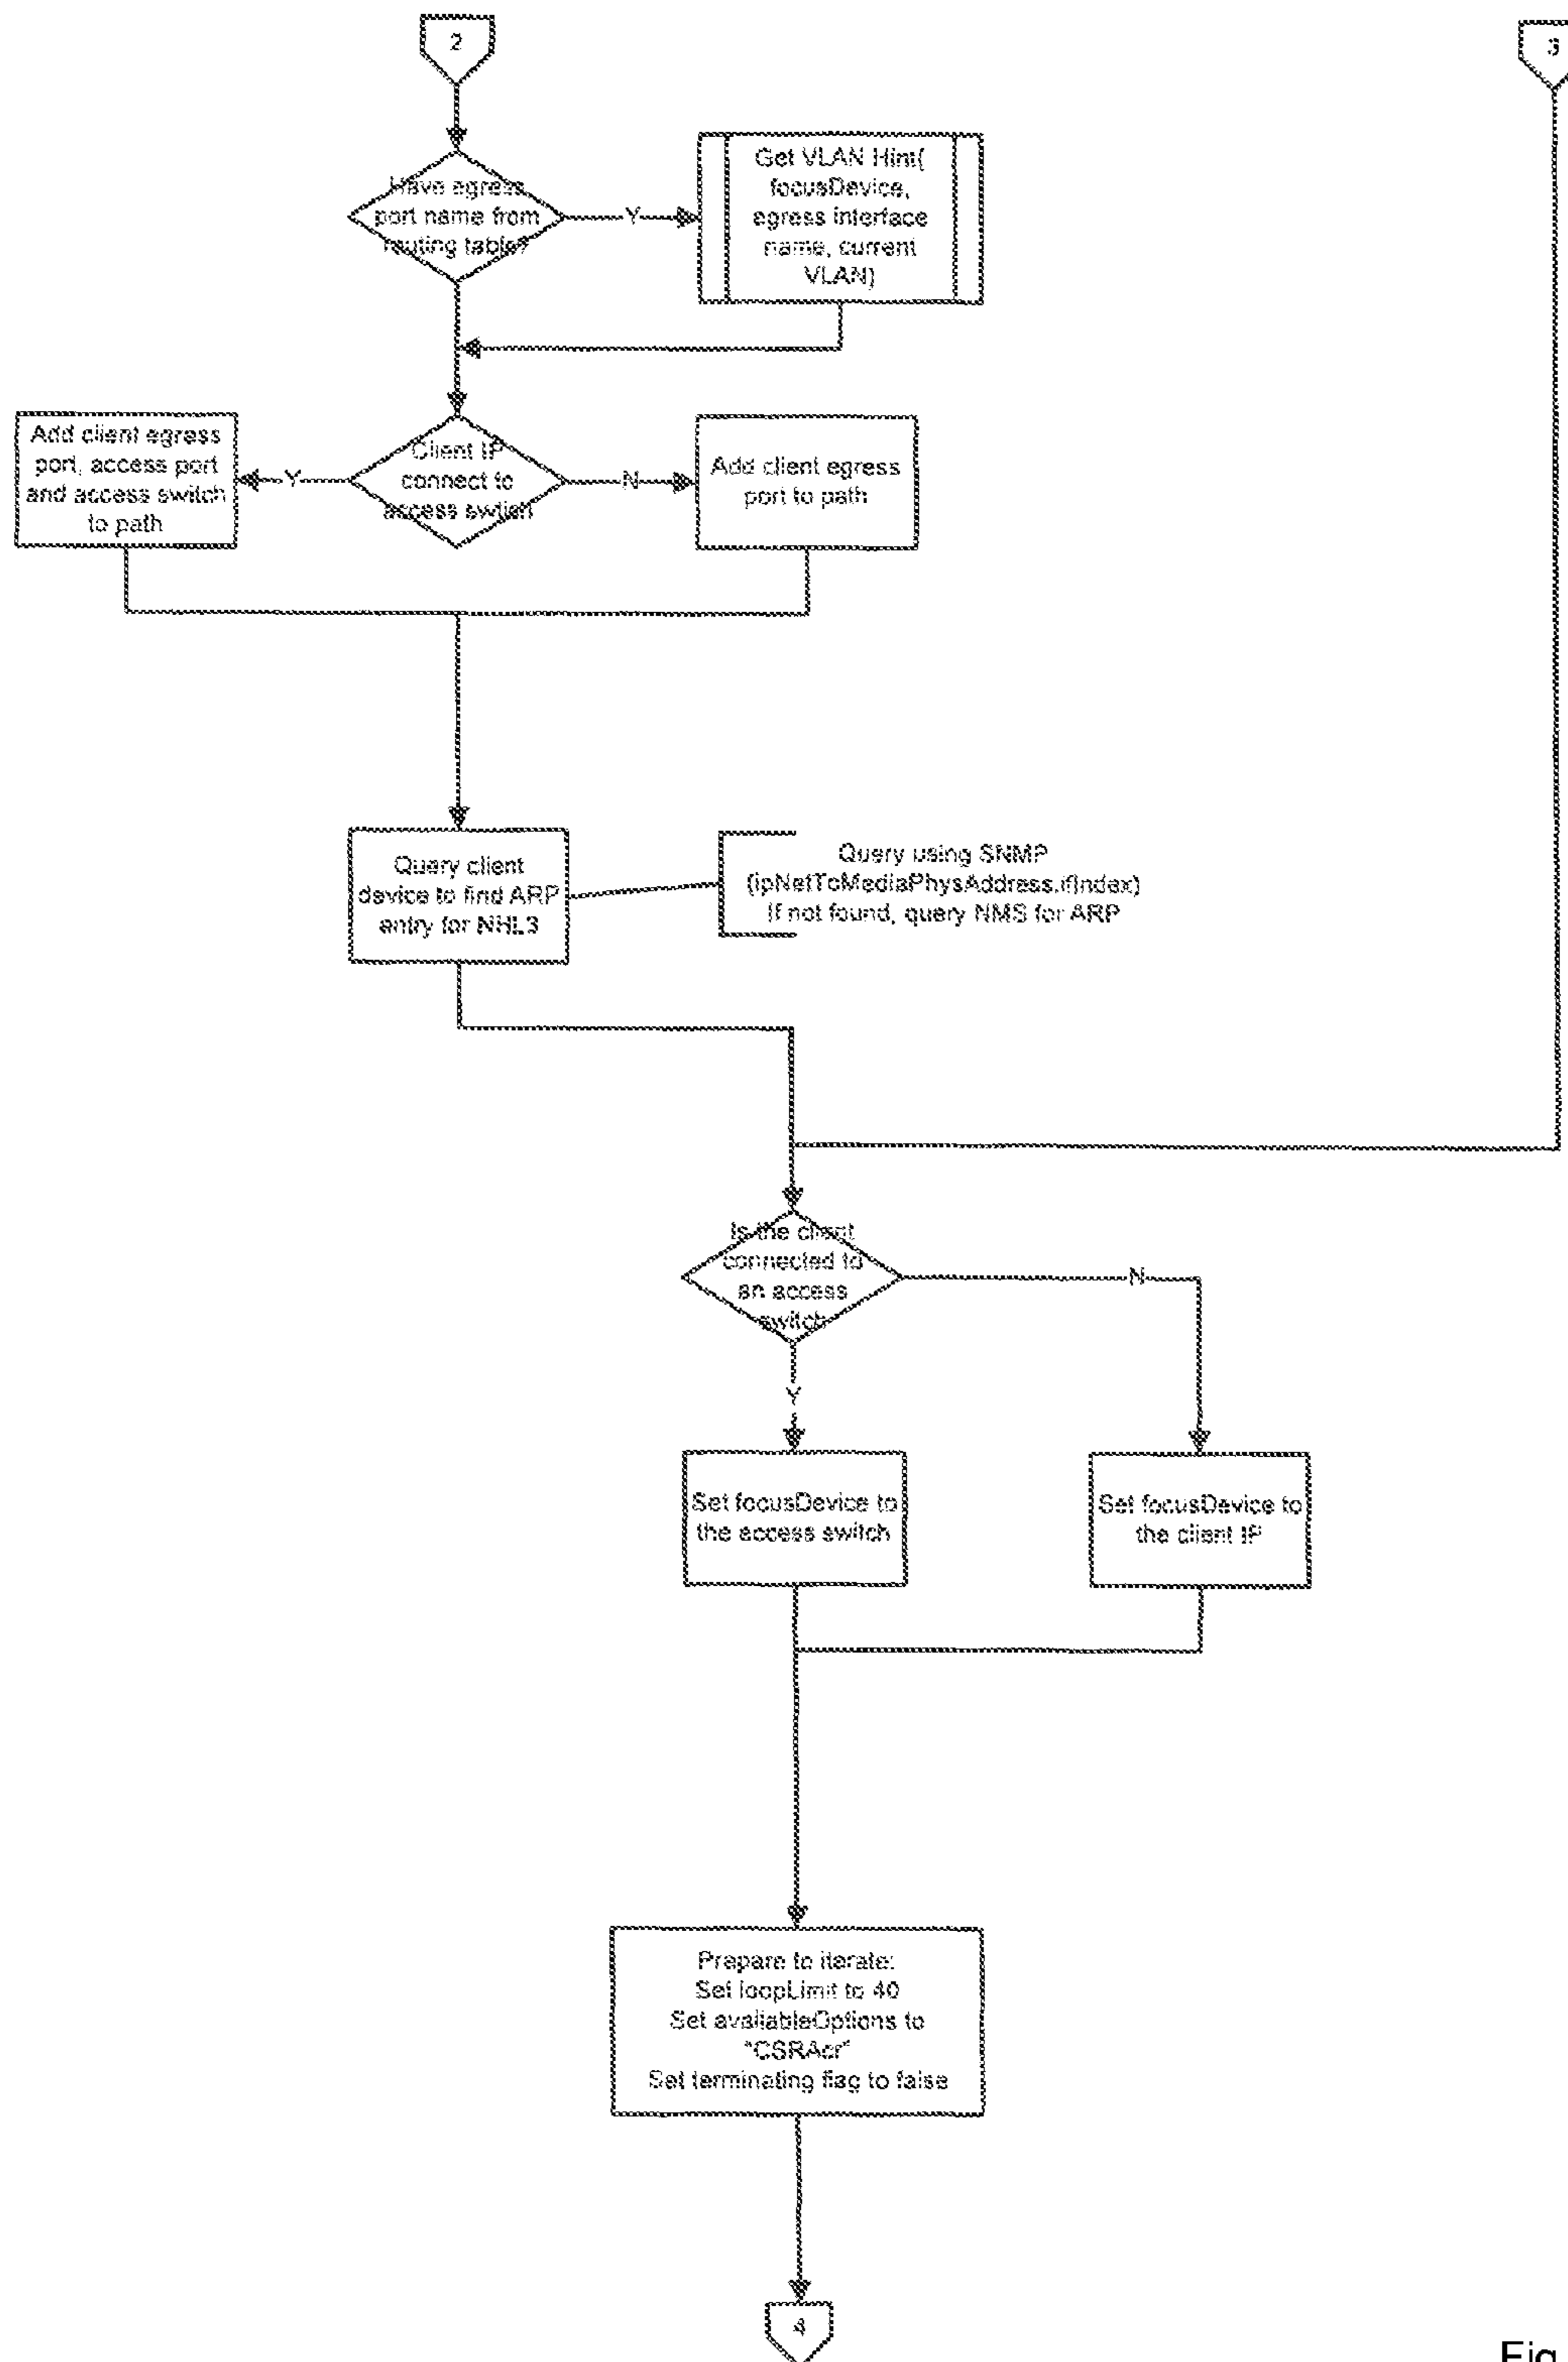 2
3
Have egress
port name from
routing table?
Y
Get VLAN Hint(
focusDevice,
egress interface
name, current
VLAN)
Add client egress
port, access port
and access switch
to path
Y
Client IP
connect to
access swtich
N
Add client egress
port to path
Query client
device to find ARP
entry for NHL3
Query using SNMP
(ipNetToMediaPhysAddress.ifIndex)
If not found, query NMS for ARP
Is the client
connected to
an access
switch
N
Y
Set focusDevice to
the access switch
Set focusDevice to
the client IP
Prepare to iterate:
Set loopLimit to 40
Set availableOptions to
"CSRAcr"
Set terminating flag to false
4
Fig